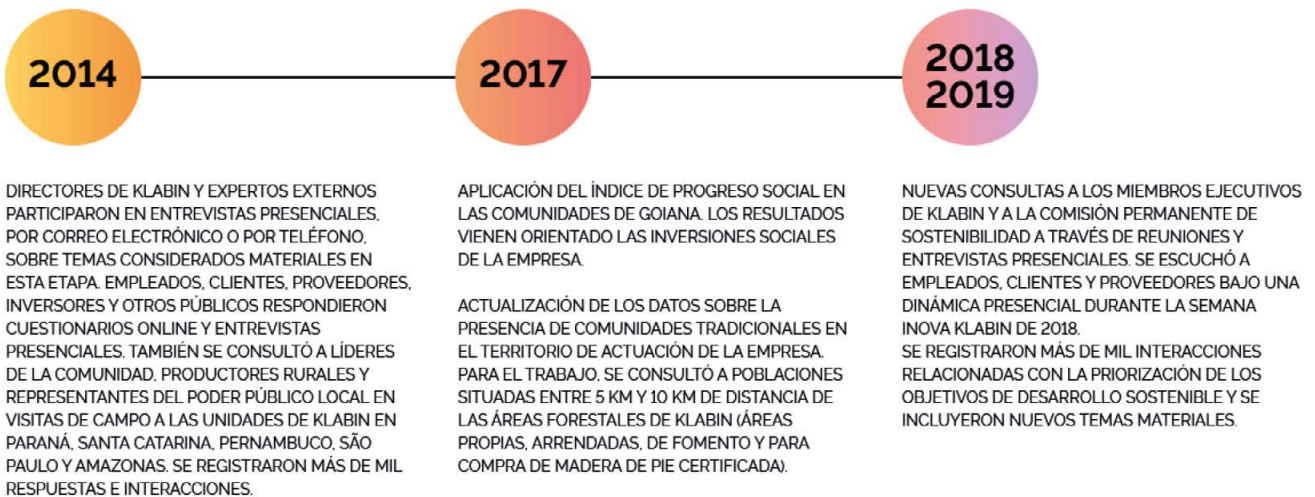 2014
DIRECTORES DE KLABIN Y EXPERTOS EXTERNOS
PARTICIPARON EN ENTREVISTAS PRESENCIALES,
POR CORREO ELECTRÓNICO O POR TELÉFONO,
SOBRE TEMAS CONSIDERADOS MATERIALES EN
ESTA ETAPA. EMPLEADOS, CLIENTES, PROVEEDORES,
INVERSORES Y OTROS PÚBLICOS RESPONDIERON
CUESTIONARIOS ONLINE Y ENTREVISTAS
PRESENCIALES. TAMBIÉN SE CONSULTÓ A LÍDERES
DE LA COMUNIDAD, PRODUCTORES RURALES Y
REPRESENTANTES DEL PODER PÚBLICO LOCAL EN
VISITAS DE CAMPO A LAS UNIDADES DE KLABIN EN
PARANÁ, SANTA CATARINA, PERNAMBUCO, SÃO
PAULO Y AMAZONAS. SE REGISTRARON MÁS DE MIL
RESPUESTAS E INTERACCIONES.
2017
APLICACIÓN DEL ÍNDICE DE PROGRESO SOCIAL EN
LAS COMUNIDADES DE GOIANA. LOS RESULTADOS
VIENEN ORIENTADO LAS INVERSIONES SOCIALES
DE LA EMPRESA.
ACTUALIZACIÓN DE LOS DATOS SOBRE LA
PRESENCIA DE COMUNIDADES TRADICIONALES EN
EL TERRITORIO DE ACTUACIÓN DE LA EMPRESA.
PARA EL TRABAJO, SE CONSULTÓ A POBLACIONES
SITUADAS ENTRE 5 KM Y 10 KM DE DISTANCIA DE
LAS ÁREAS FORESTALES DE KLABIN (ÁREAS
PROPIAS, ARRENDADAS, DE FOMENTO Y PARA
COMPRA DE MADERA DE PIE CERTIFICADA).
2018
2019
NUEVAS CONSULTAS A LOS MIEMBROS EJECUTIVOS
DE KLABIN Y A LA COMISIÓN PERMANENTE DE
SOSTENIBILIDAD A TRAVÉS DE REUNIONES Y
ENTREVISTAS PRESENCIALES. SE ESCUCHÓ A
EMPLEADOS, CLIENTES Y PROVEEDORES BAJO UNA
DINÁMICA PRESENCIAL DURANTE LA SEMANA
INOVA KLABIN DE 2018.
SE REGISTRARON MÁS DE MIL INTERACCIONES
RELACIONADAS CON LA PRIORIZACIÓN DE LOS
OBJETIVOS DE DESARROLLO SOSTENIBLE Y SE
INCLUYERON NUEVOS TEMAS MATERIALES.